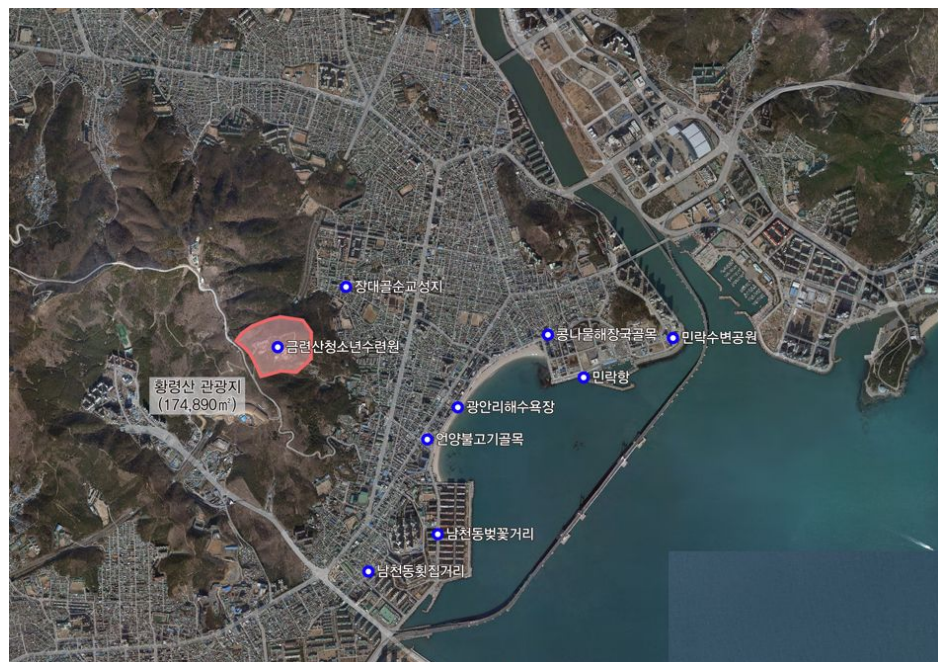 장대골순교성지
콩나물해장국골목
민락수변공원
금련산청소년수련원
민락항
황령산 관광지
(174,890㎡)
광안리해수욕장
언양불고기골목
남천동벚꽃거리
남천동횟집거리